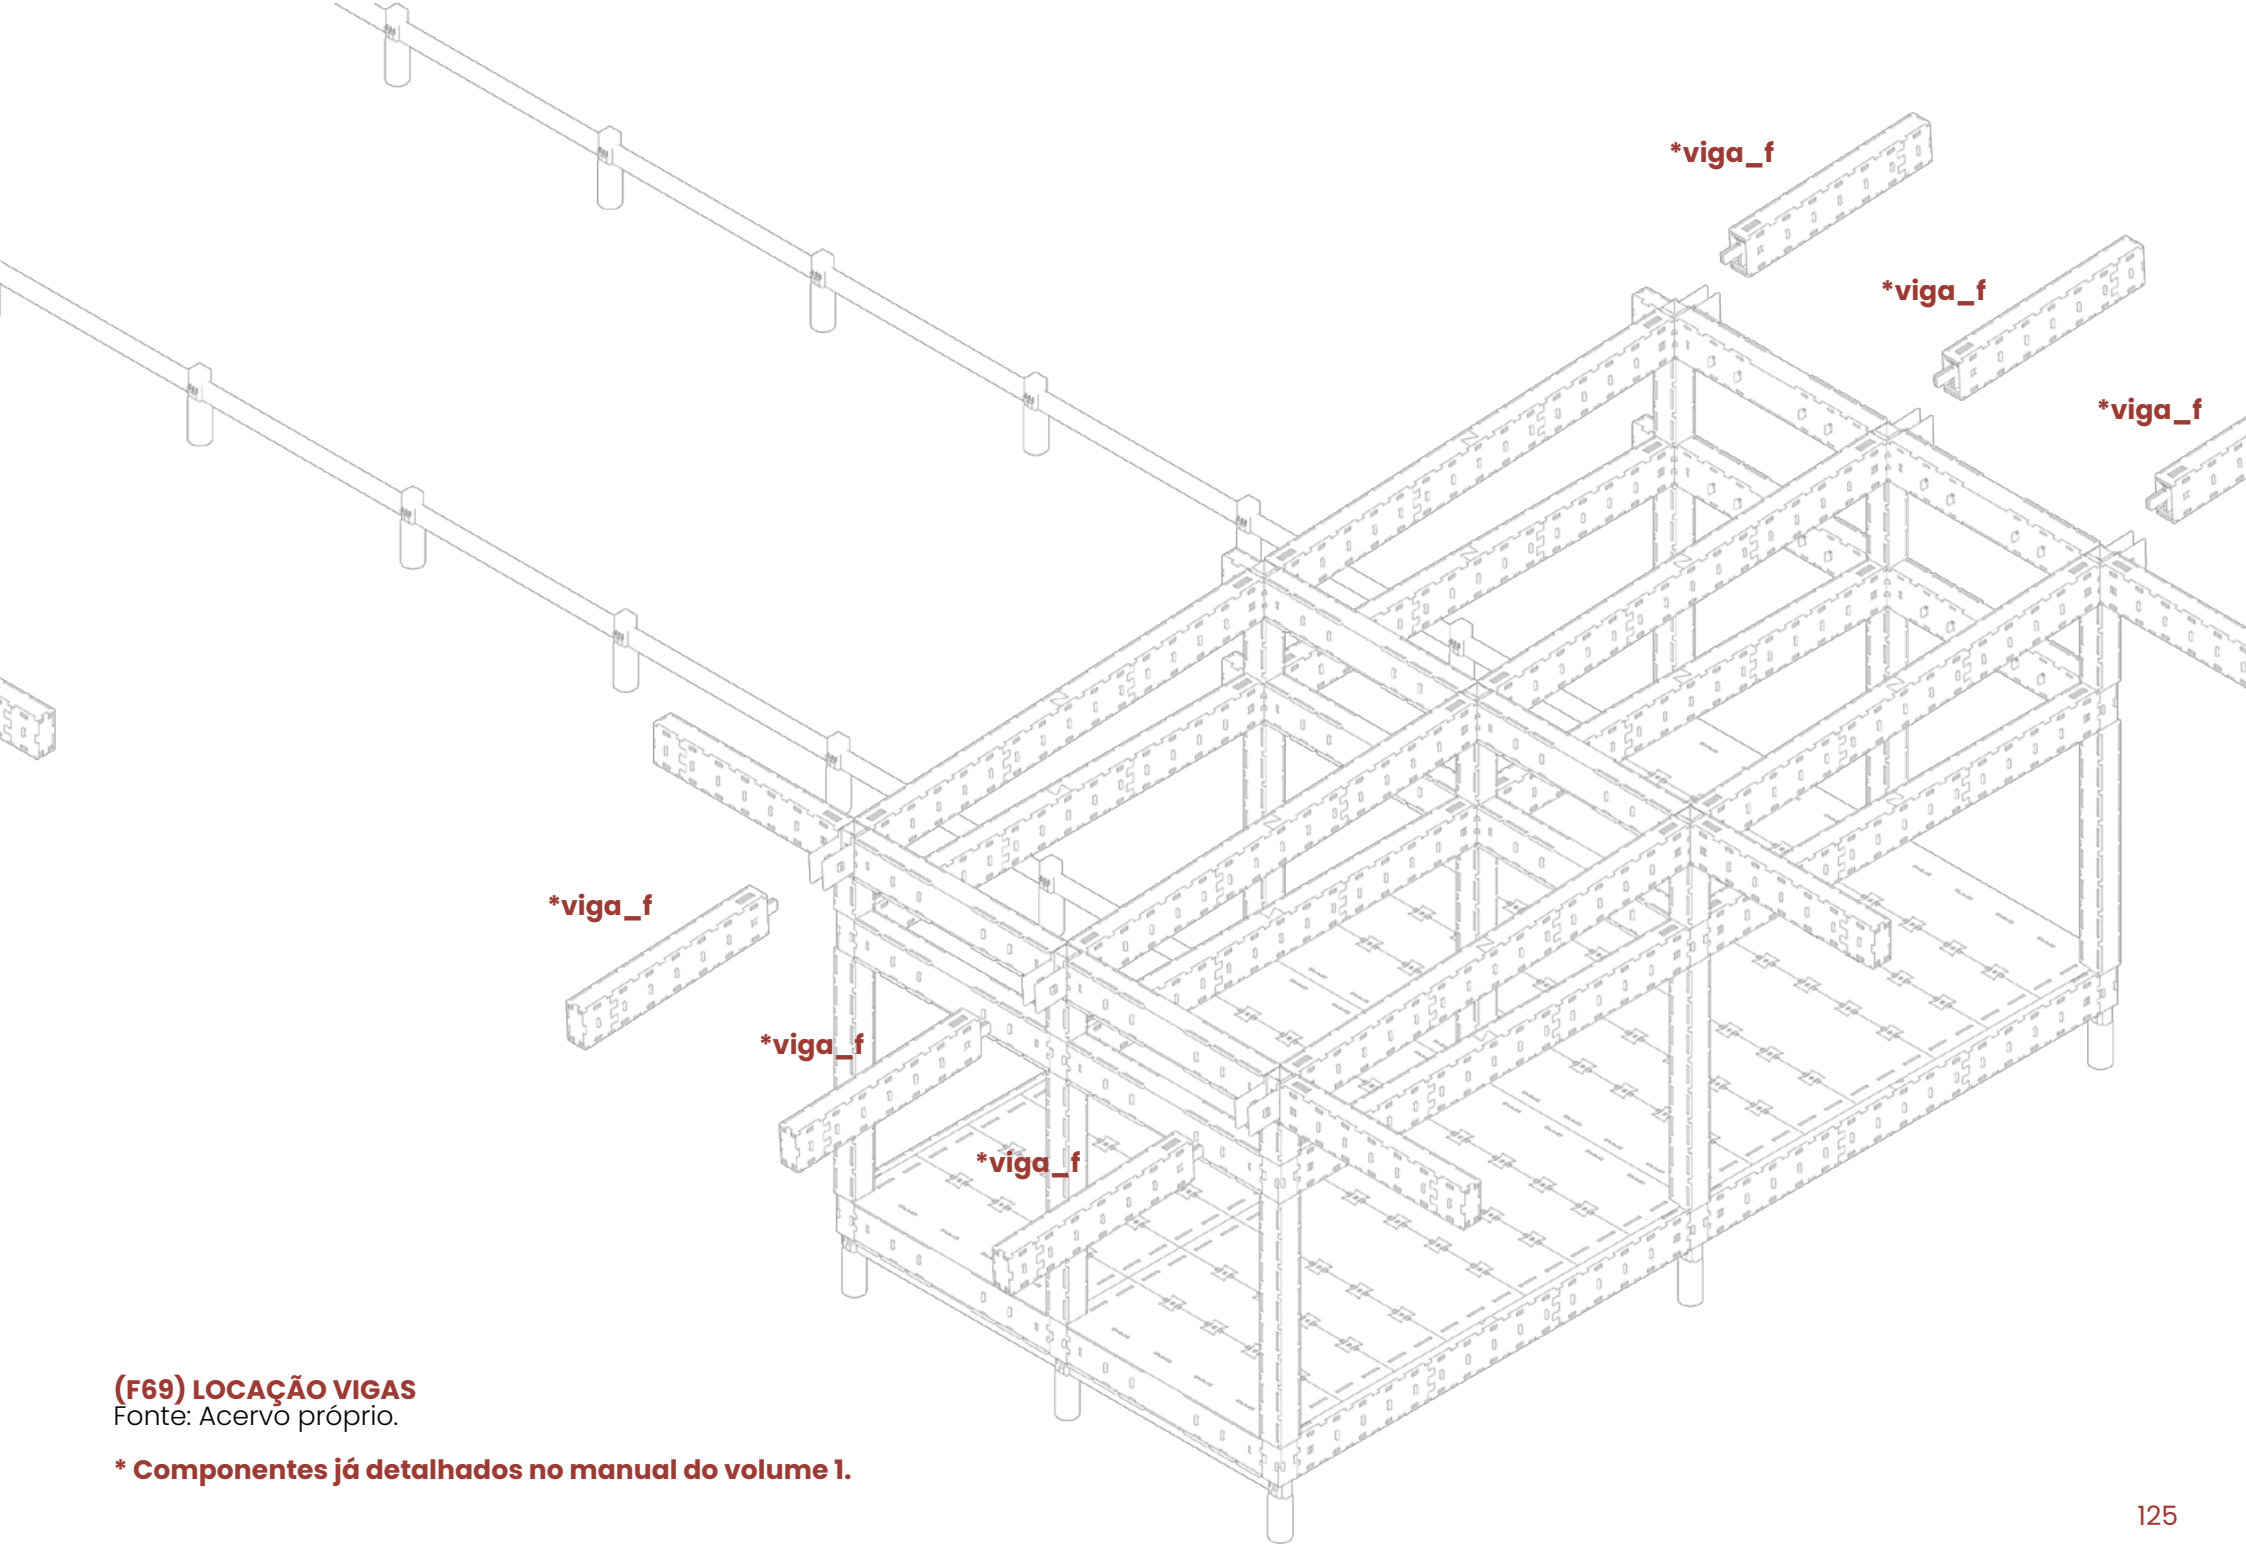 *viga_f
*viga_f
*viga_f
*viga_f
*viga_f
*viga_f
(F69) LOCAÇÃO VIGAS
Fonte: Acervo próprio.
* Componentes já detalhados no manual do volume 1.
125